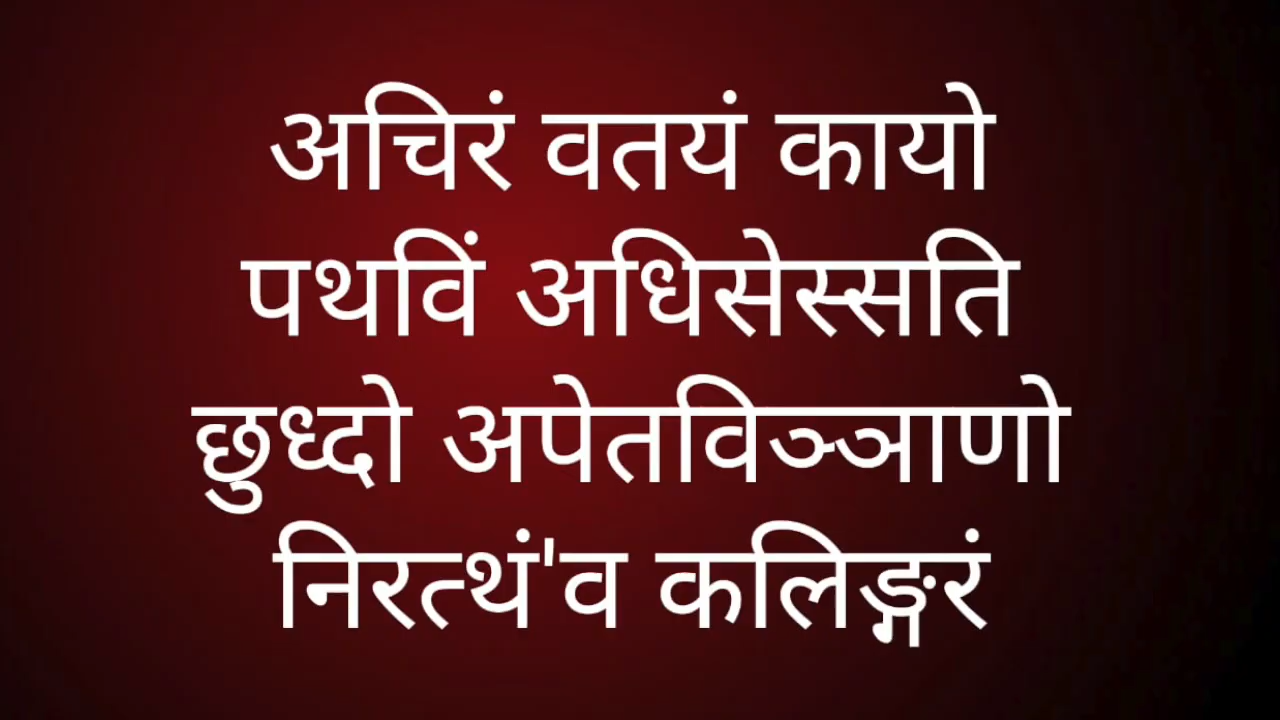 अचिरं वतयं कायो
पथविं अधिसेस्सति
छुध्दो अपेतविञ्ञाणो
निरत्थं'व कलिङ्गरं